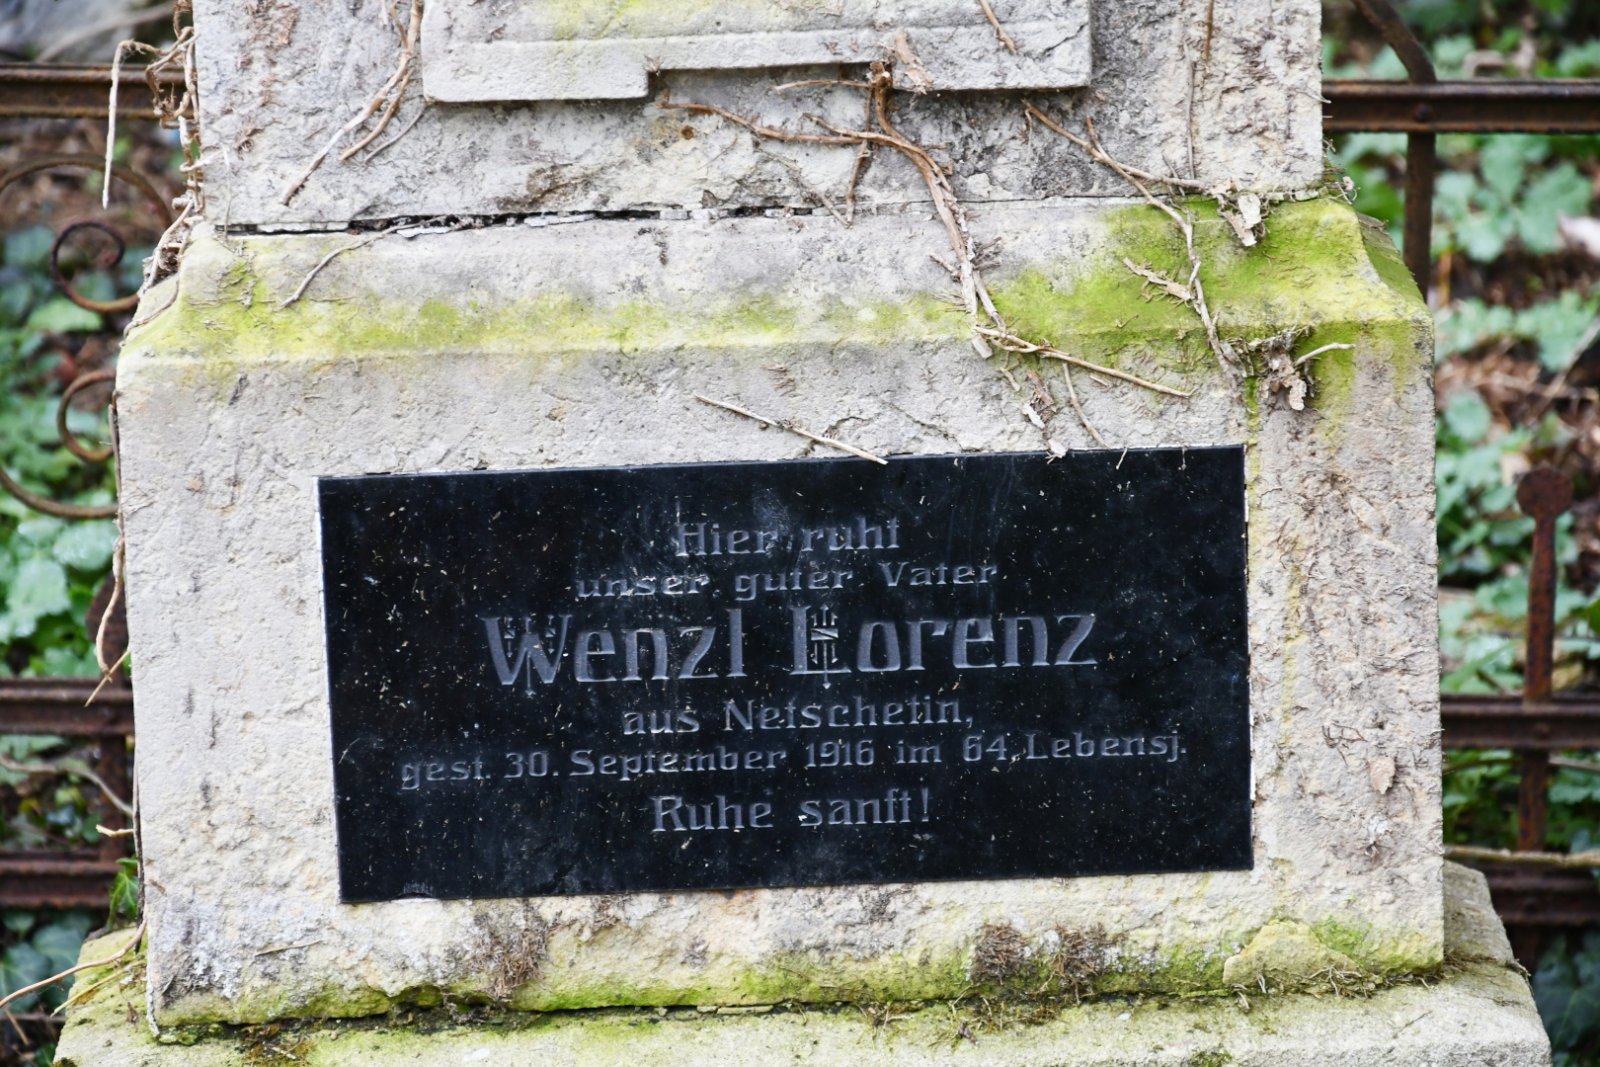 Hier ruht
unser guter Vater
Wenzl Lorenz
aus Netschetin,
gest. 30. September 1916 im 64. Lebensj.
Ruhe sanft!